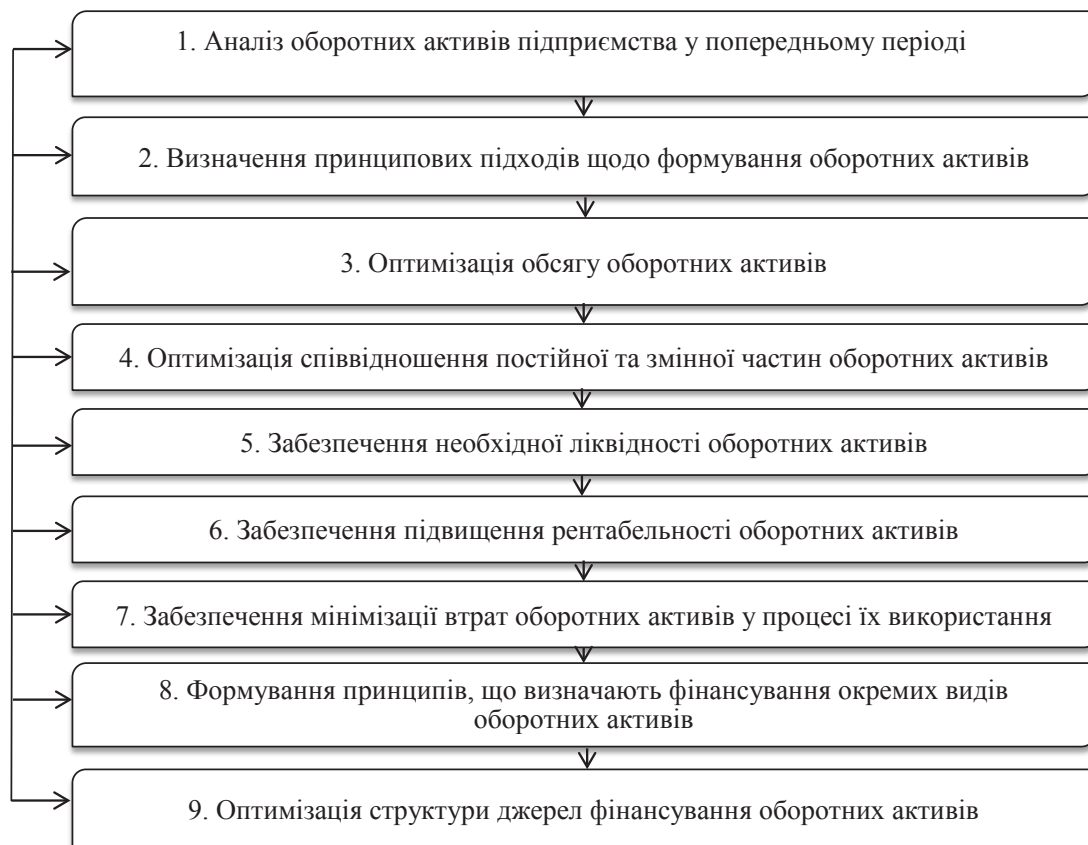 1. Аналіз оборотних активів підприємства у попередньому періоді
2. Визначення принципових підходів щодо формування оборотних активів
3. Оптимізація обсягу оборотних активів
4. Оптимізація співвідношення постійної та змінної частин оборотних активів
5. Забезпечення необхідної ліквідності оборотних активів
6. Забезпечення підвищення рентабельності оборотних активів
7. Забезпечення мінімізації втрат оборотних активів у процесі їх використання
8. Формування принципів, що визначають фінансування окремих видів
оборотних активів
9. Оптимізація структури джерел фінансування оборотних активів